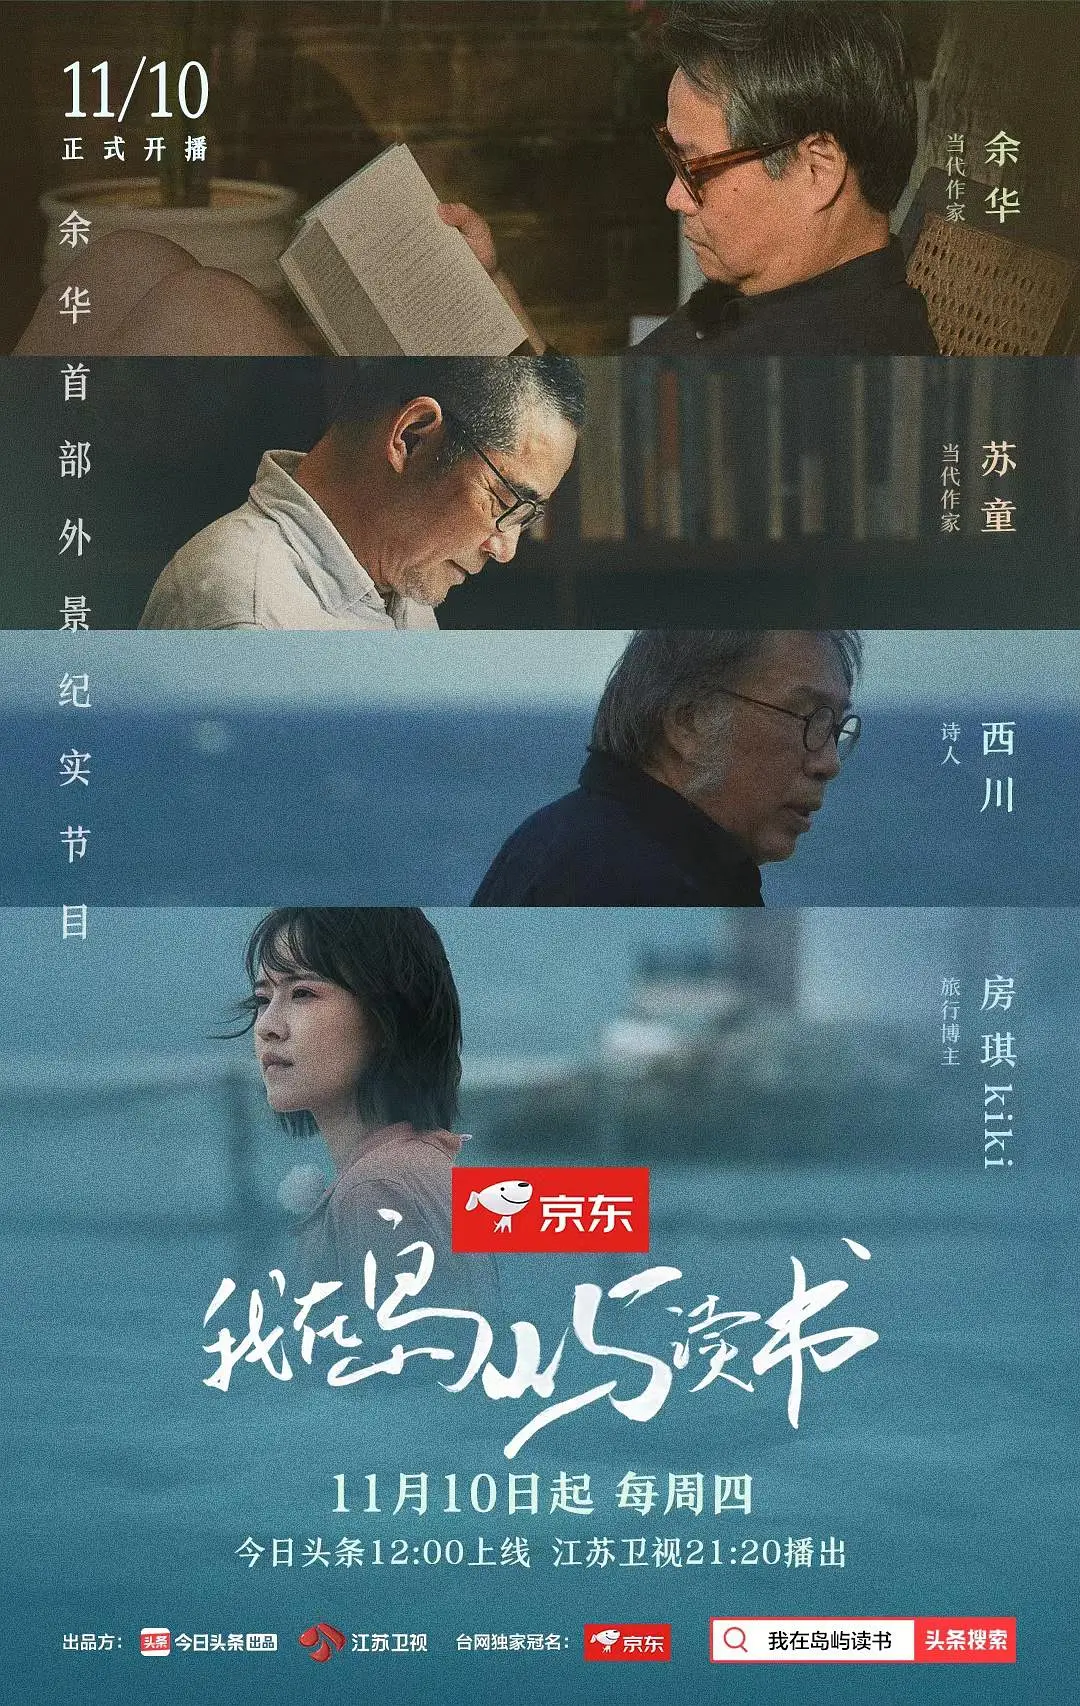 11/10
正式开播
余华首部外景纪实节目
余华
当代作家
苏童
当代作家
西川
诗人
房琪kiki
旅行博主
京东
我在岛屿读书
11月10日起 每周四
今日头条12:00上线 江苏卫视21:20播出
出品方： 头条 今日头条出品 江苏卫视 台网独家冠名： 京东 我在岛屿读书 头条搜索